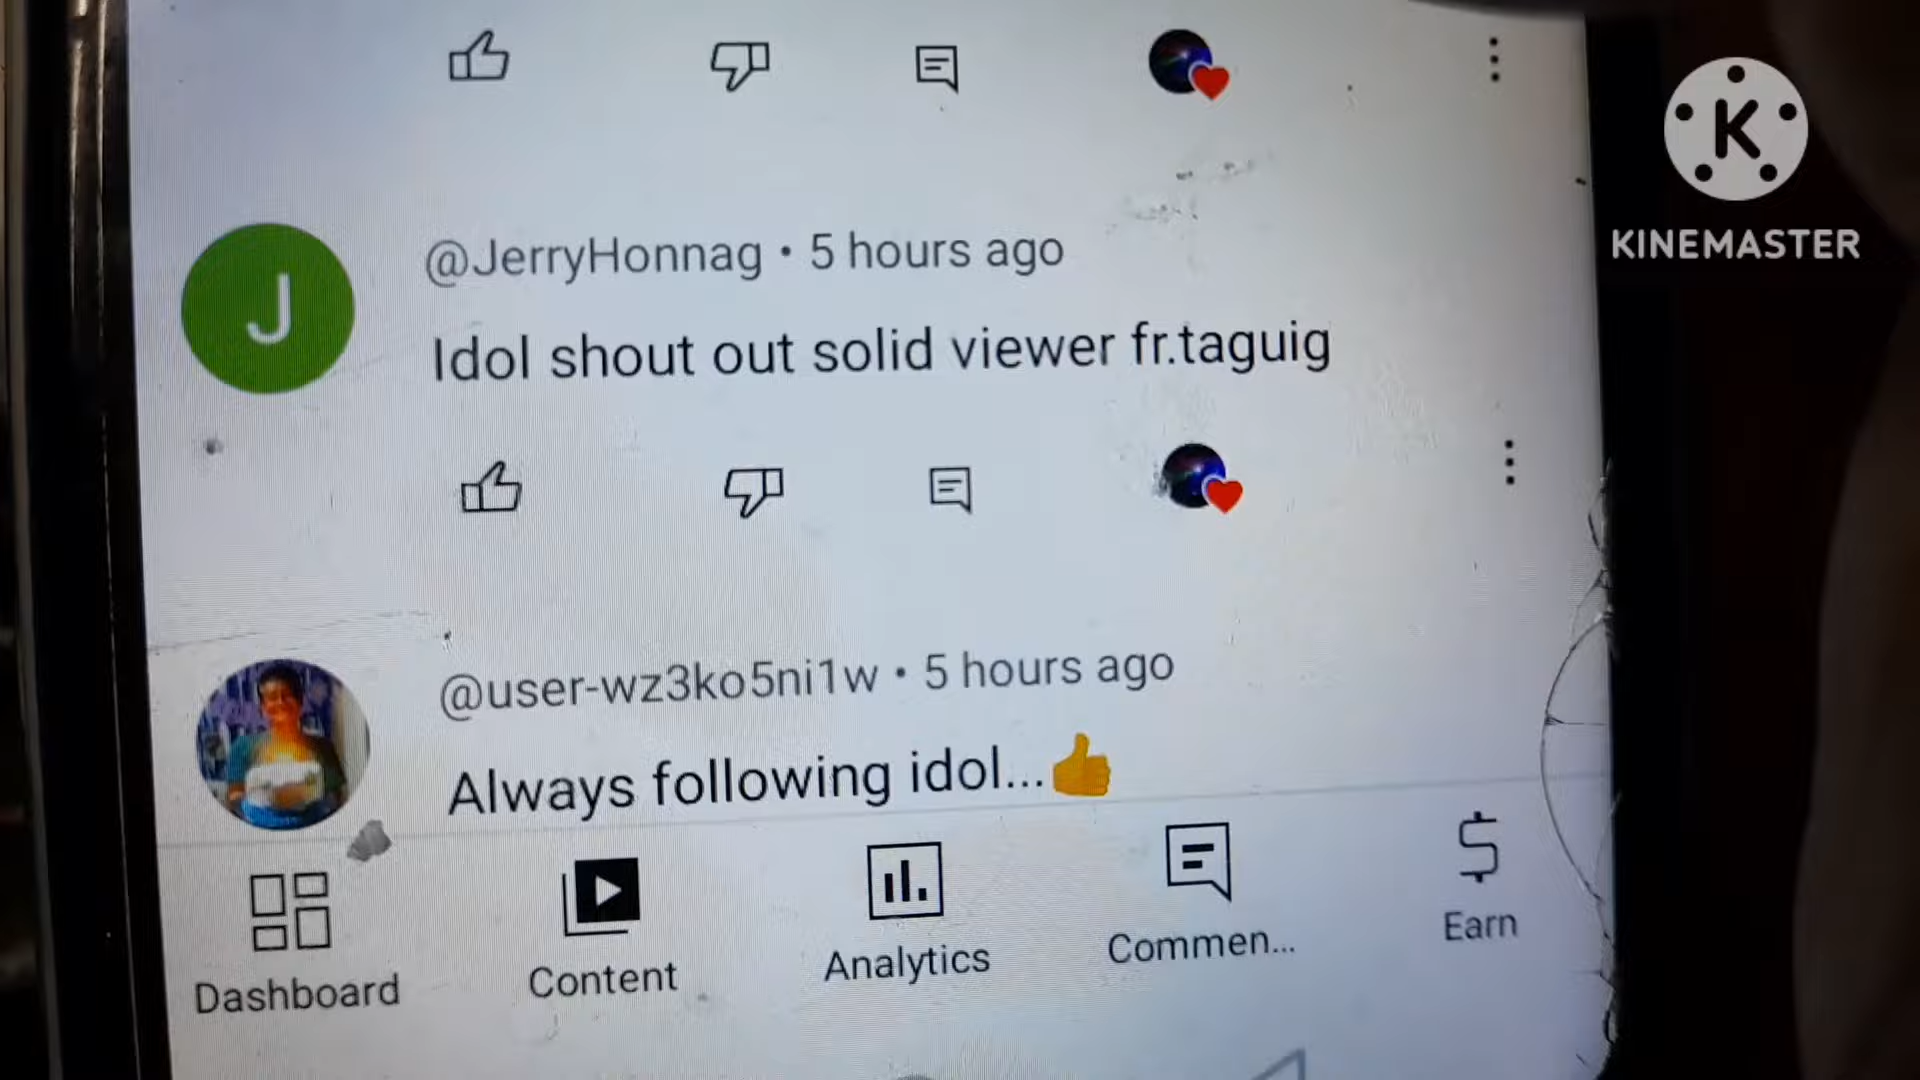 K
KINEMASTER
@JerryHonnag • 5 hours ago
J
Idol shout out solid viewer fr.taguig
@user-wz3ko5ni1w • 5 hours ago
Always following idol...👍
Dashboard
Content
Analytics
Commen...
Earn